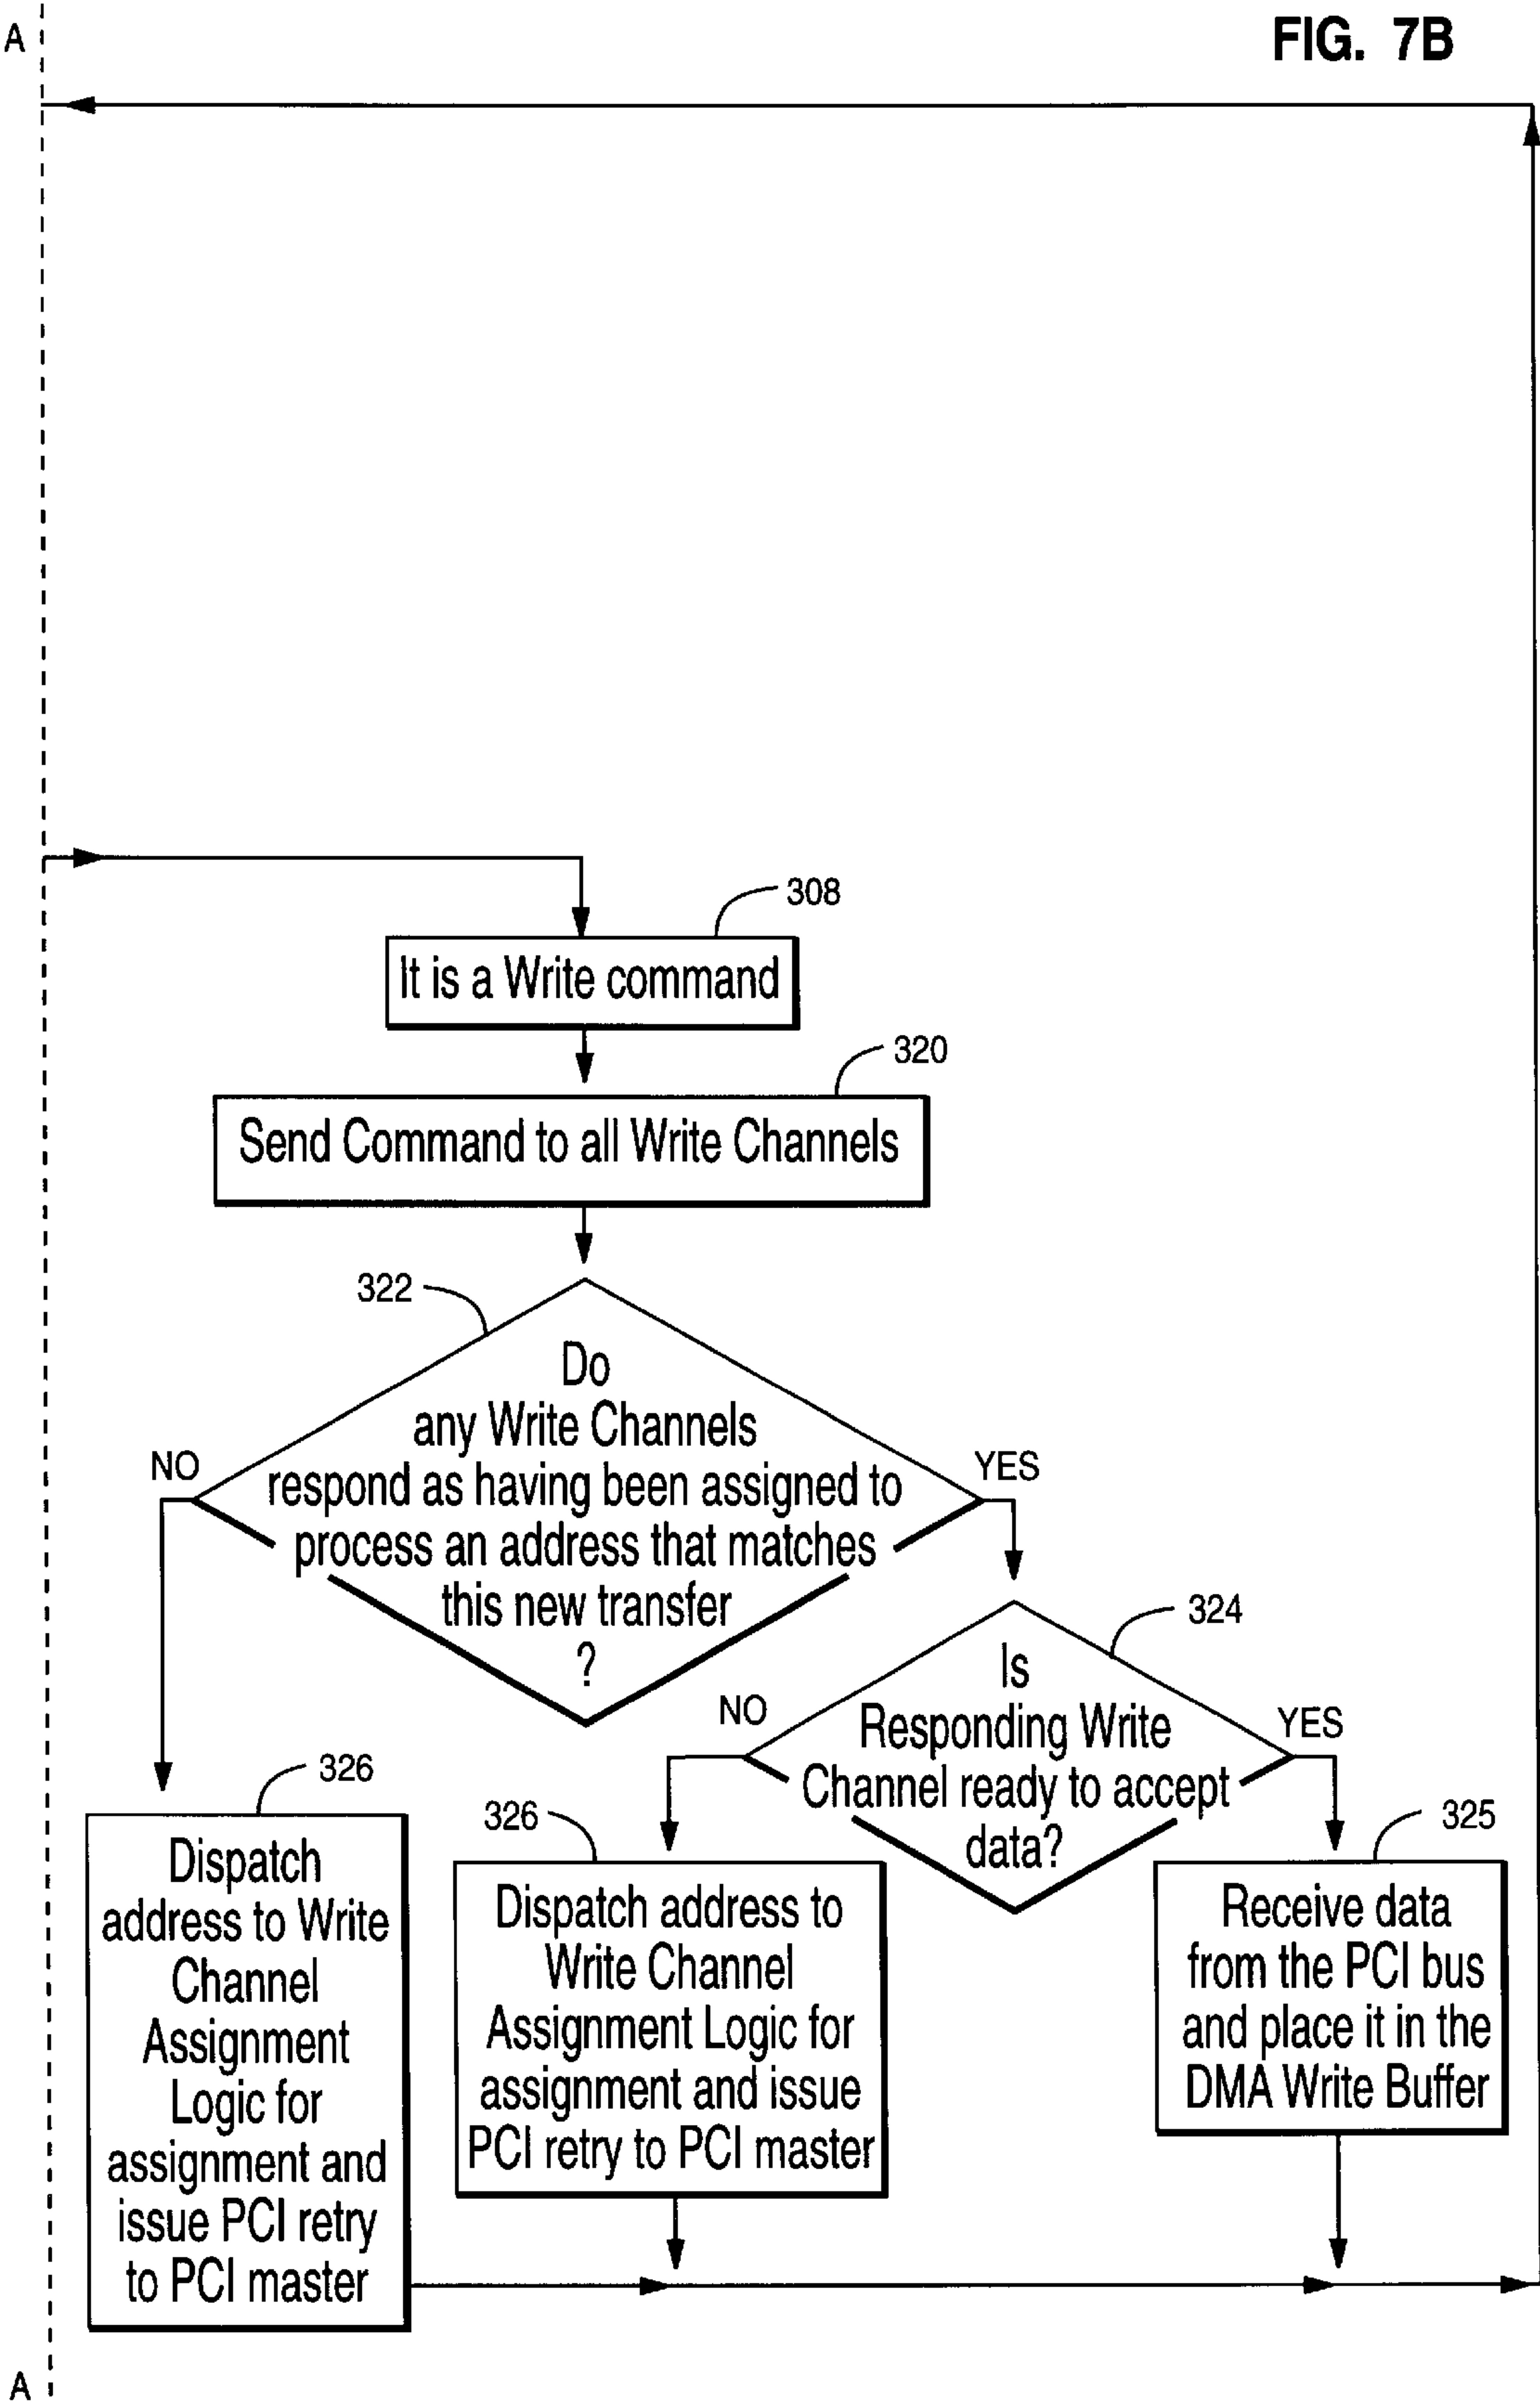 A
FIG. 7B
308
It is a Write command
320
Send Command to all Write Channels
322
Do
any Write Channels
respond as having been assigned to
process an address that matches
this new transfer
?
NO
YES
324
Is
Responding Write
Channel ready to accept
data?
NO
YES
326
Dispatch
address to Write
Channel
Assignment
Logic for
assignment and
issue PCI retry
to PCI master
326
Dispatch address to
Write Channel
Assignment Logic for
assignment and issue
PCI retry to PCI master
325
Receive data
from the PCI bus
and place it in the
DMA Write Buffer
A